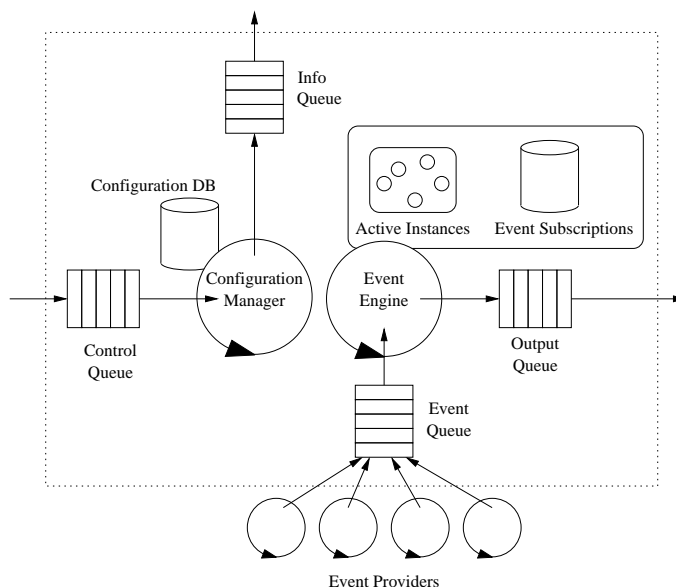 Info
Queue
Configuration DB
Active Instances
Event Subscriptions
Configuration
Manager
Event
Engine
Control
Queue
Output
Queue
Event
Queue
Event Providers